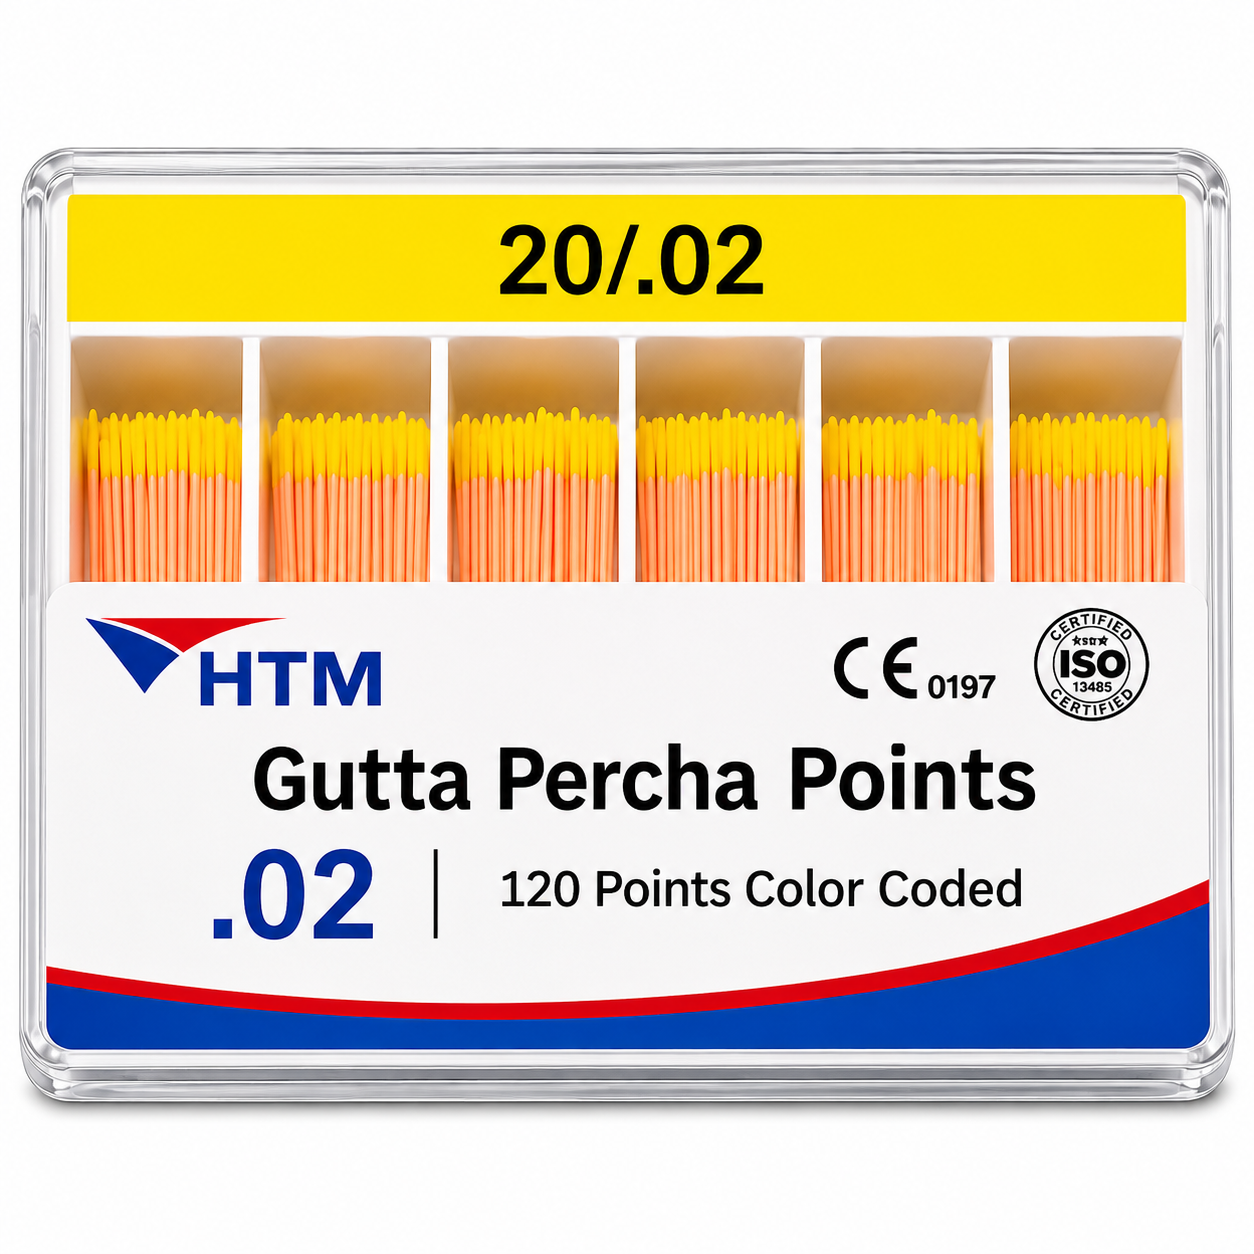 20/.02
HTM
CE 0197
CERTIFIED
ISO
13485
CERTIFIED
Gutta Percha Points
.02
120 Points Color Coded